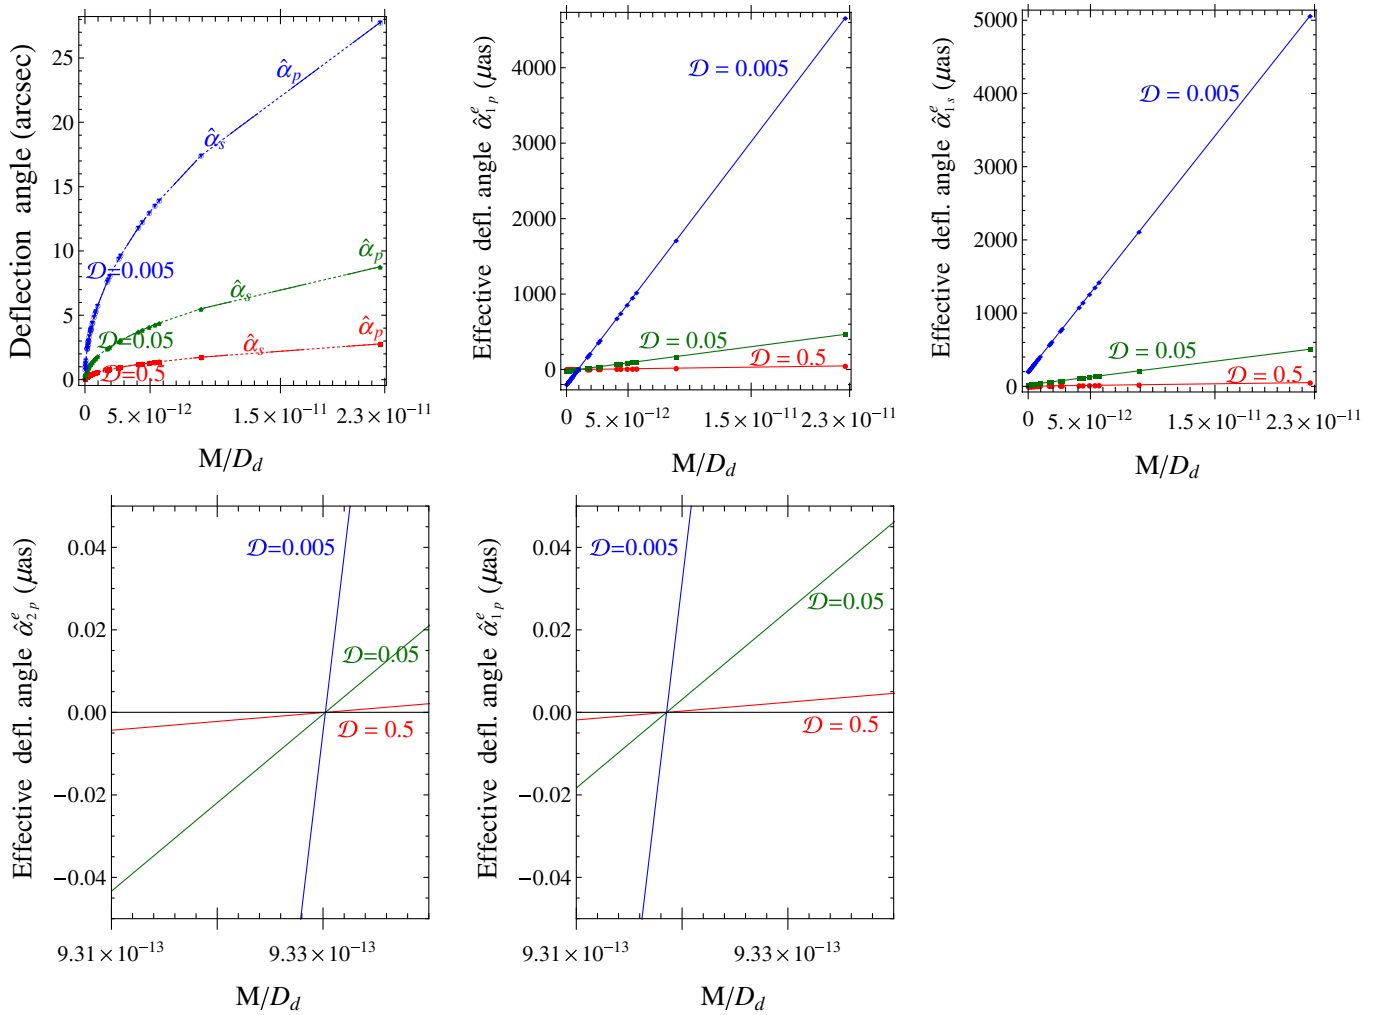 Deflection angle (arcsec)
25
20
15
10
5
0
α̂ₚ
α̂ₛ
𝒟=0.005
α̂ₚ
α̂ₛ
𝒟=0.05
α̂ₚ
α̂ₛ
𝒟=0.5
0
5.×10⁻¹²
1.5×10⁻¹¹
2.3×10⁻¹¹
M/D_d
Effective defl. angle α̂ᵉ₁ₚ (μas)
4000
3000
2000
1000
0
𝒟 = 0.005
𝒟 = 0.05
𝒟 = 0.5
0
5.×10⁻¹²
1.5×10⁻¹¹
2.3×10⁻¹¹
M/D_d
Effective defl. angle α̂ᵉ₁ₛ (μas)
5000
4000
3000
2000
1000
0
𝒟 = 0.005
𝒟 = 0.05
𝒟 = 0.5
0
5.×10⁻¹²
1.5×10⁻¹¹
2.3×10⁻¹¹
M/D_d
Effective defl. angle α̂ᵉ₂ₚ (μas)
0.04
0.02
0.00
−0.02
−0.04
𝒟=0.005
𝒟=0.05
𝒟 = 0.5
9.31×10⁻¹³
9.33×10⁻¹³
M/D_d
Effective defl. angle α̂ᵉ₁ₚ (μas)
0.04
0.02
0.00
−0.02
−0.04
𝒟=0.005
𝒟=0.05
𝒟 = 0.5
9.31×10⁻¹³
9.33×10⁻¹³
M/D_d